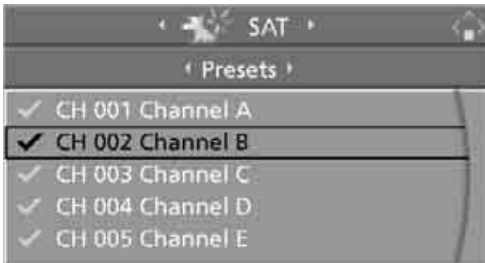 SAT
Presets
CH 001 Channel A
CH 002 Channel B
CH 003 Channel C
CH 004 Channel D
CH 005 Channel E